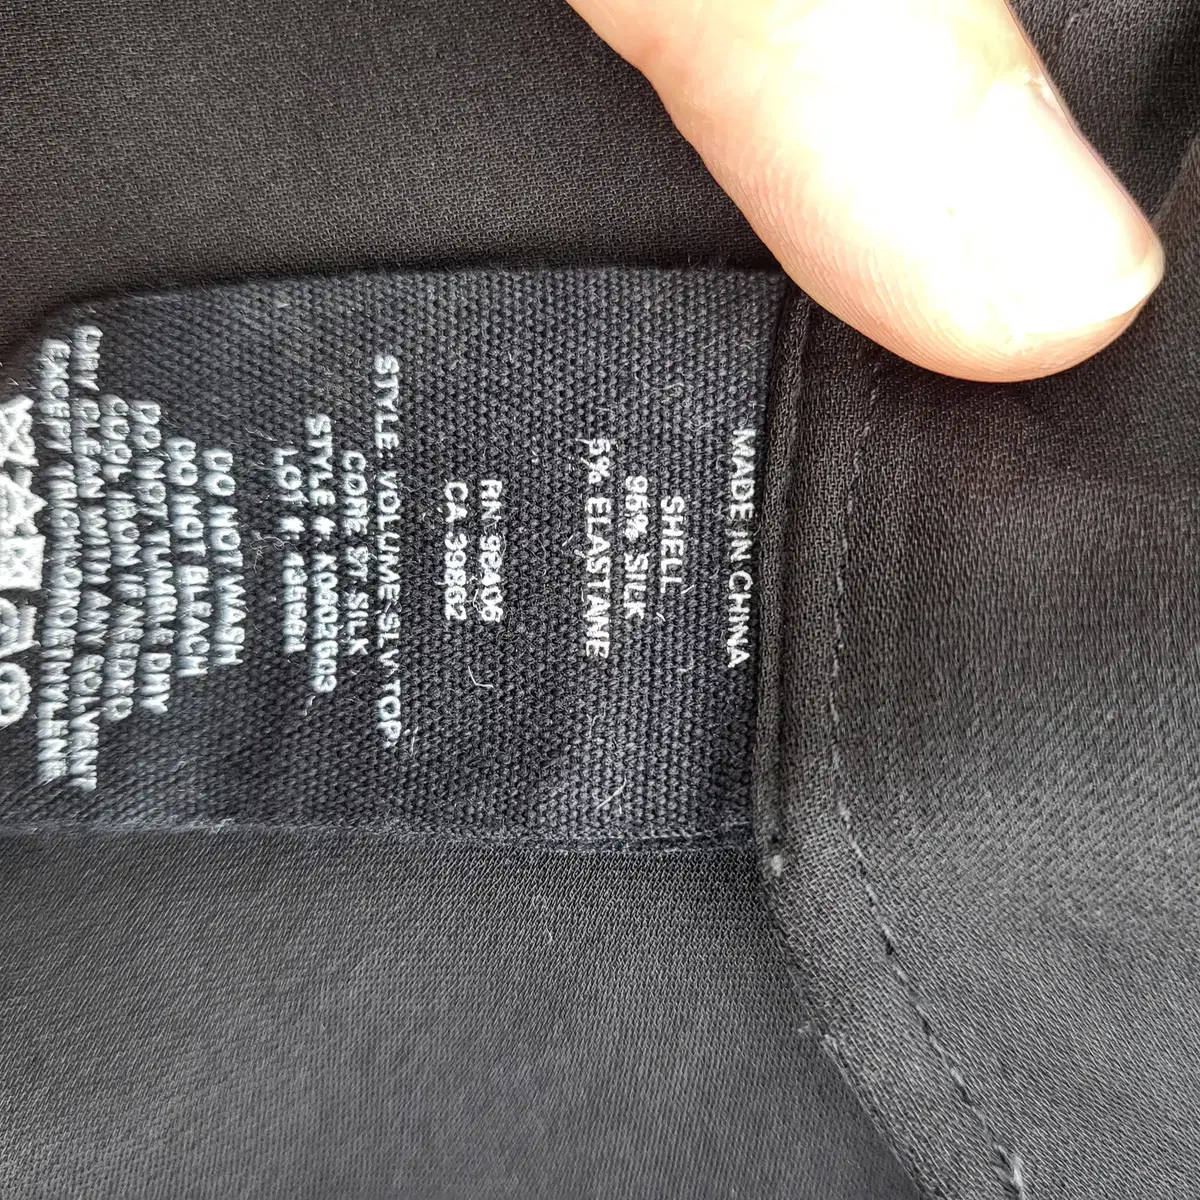 MADE IN CHINA
SHELL
95% SILK
5% ELASTANE
RN 98406
CA 39862
STYLE: VOLUME SLV TOP
CORE ST SILK
STYLE # K0002603
LOT #
DO NOT WASH
DO NOT BLEACH
DO NOT TUMBLE DRY
COOL IRON IF NEEDED
DRY CLEAN WITH ANY SOLVENT
EXCEPT TRICHLOROETHYLENE